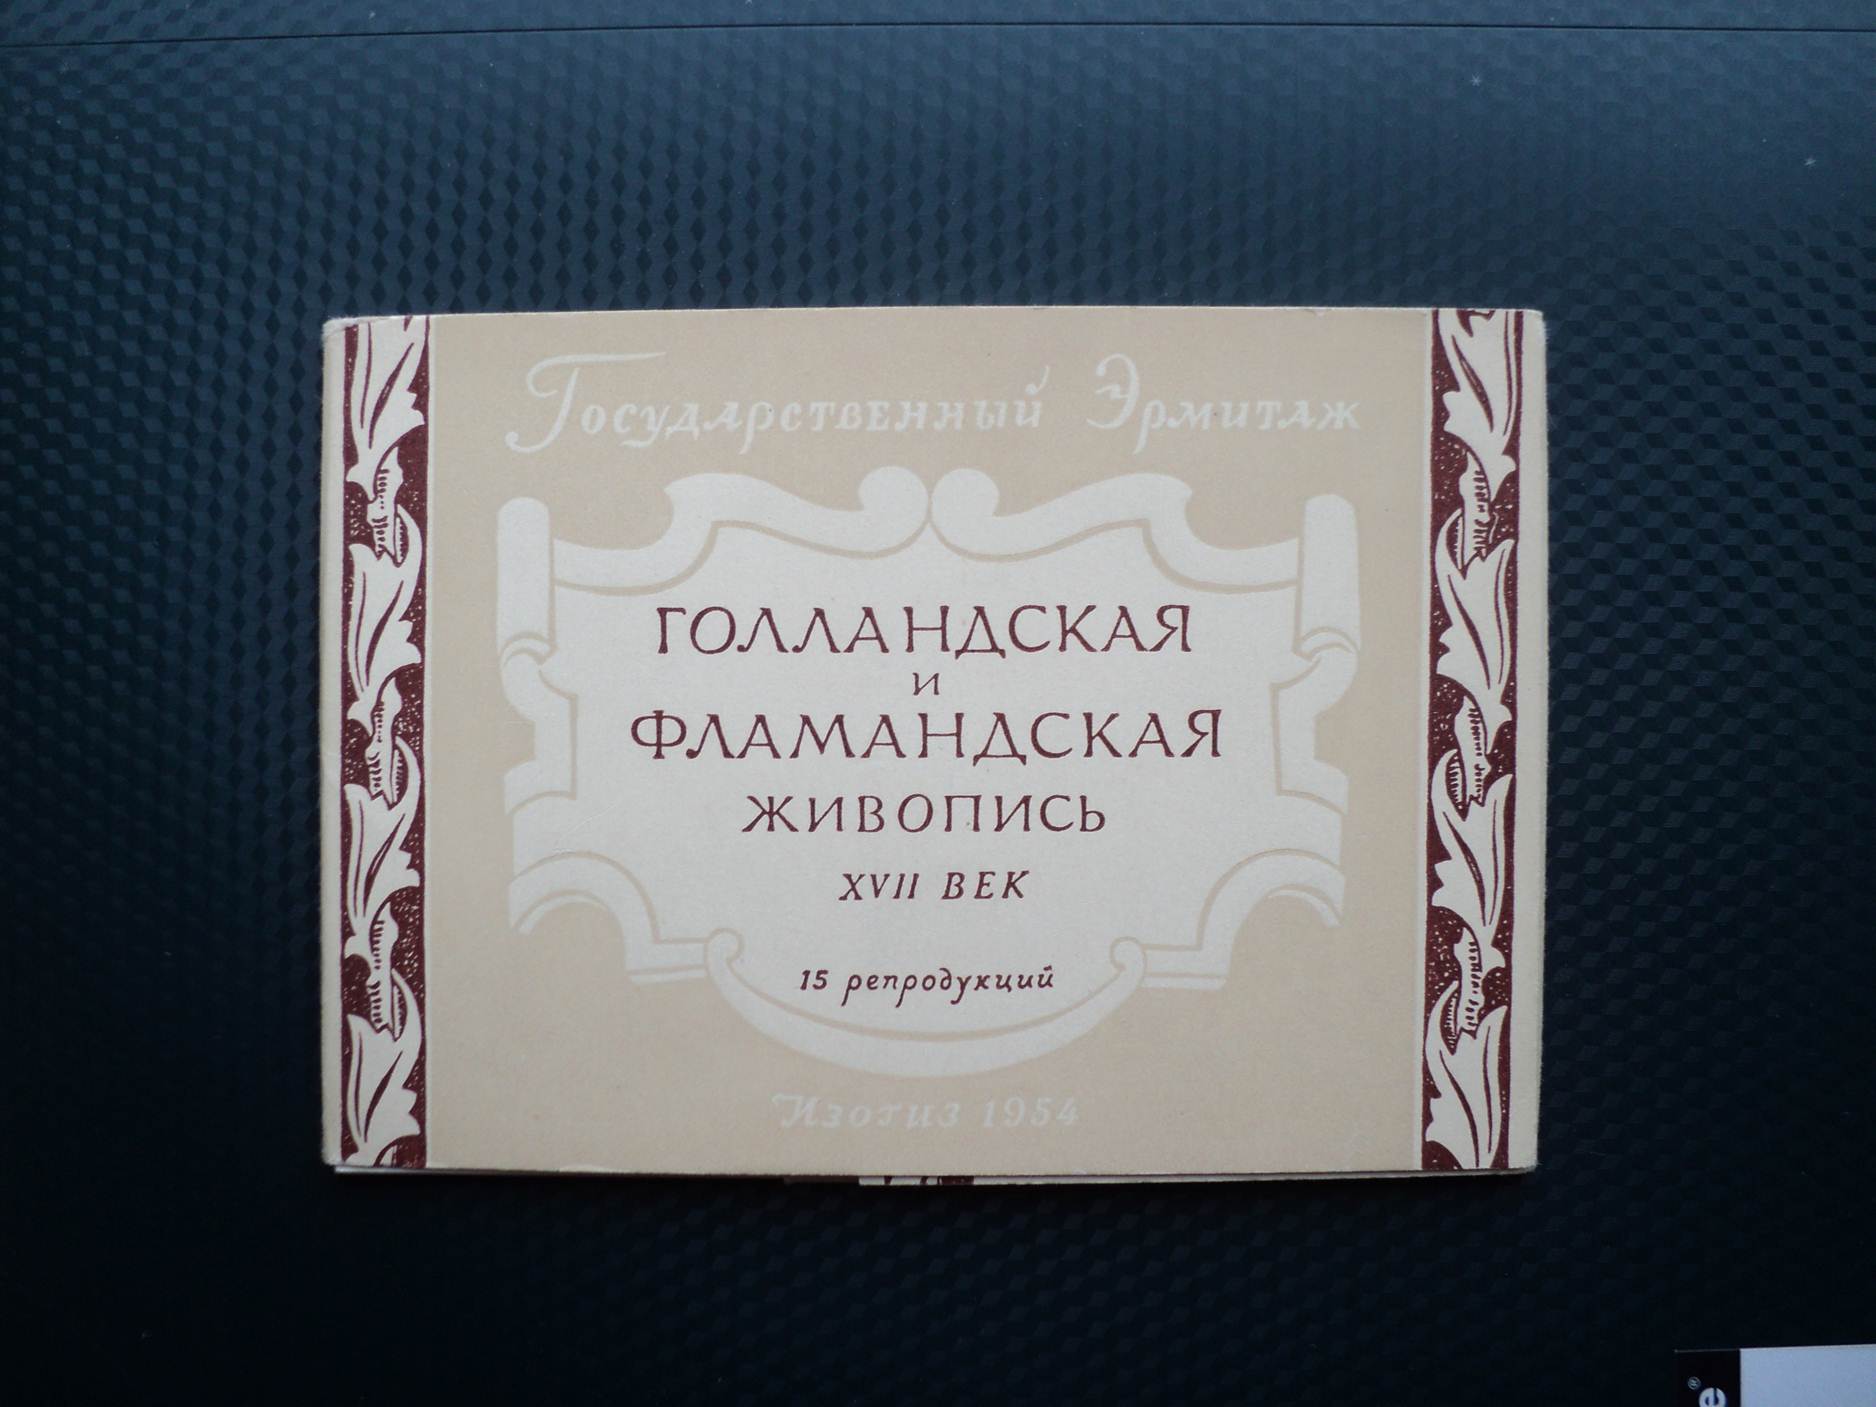 Государственный Эрмитаж
ГОЛЛАНДСКАЯ
и
ФЛАМАНДСКАЯ
ЖИВОПИСЬ
XVII ВЕК
15 репродукций
Изогиз 1954
e®